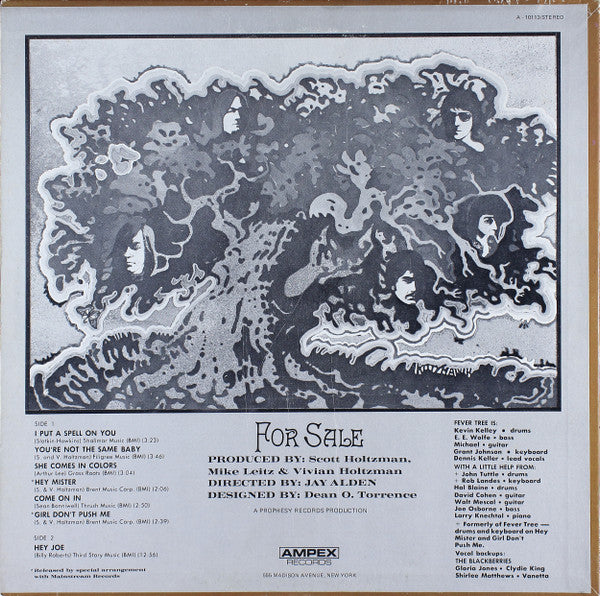 A - 10113/STEREO
FOR SALE
PRODUCED BY: Scott Holtzman,
Mike Leitz & Vivian Holtzman
DIRECTED BY: JAY ALDEN
DESIGNED BY: Dean O. Torrence
A PROPHESY RECORDS PRODUCTION
AMPEX
RECORDS
555 MADISON AVENUE, NEW YORK
SIDE 1
I PUT A SPELL ON YOU
(Slotkin-Hawkins) Shalimar Music (BMI) (3:23)
YOU'RE NOT THE SAME BABY
(S. and V. Holtzman) Filigree Music (BMI) (3:46)
SHE COMES IN COLORS
(Arthur Lee) Grass Roots (BMI) (3:04)
*HEY MISTER
(S. & V. Holtzman) Brent Music Corp. (BMI) (2:06)
COME ON IN
(Sean Bonniwell) Thrush Music (BMI) (2:50)
*GIRL DON'T PUSH ME
(S. & V. Holtzman) Brent Music Corp. (BMI) (2:39)
SIDE 2
HEY JOE
(Billy Roberts) Third Story Music (BMI) (12:36)
*Released by special arrangement
with Mainstream Records
FEVER TREE IS:
Kevin Kelley • drums
E. E. Wolfe • bass
Michael • guitar
Grant Johnson • keyboard
Dennis Keller • lead vocals
WITH A LITTLE HELP FROM:
+ John Tuttle • drums
+ Rob Landes • keyboard
Hal Blaine • drums
David Cohen • guitar
Walt Mescal • guitar
Joe Osborne • bass
Larry Knechtal • piano
+ Formerly of Fever Tree —
drums and keyboard on Hey
Mister and Girl Don't
Push Me.
Vocal backups:
THE BLACKBERRIES
Gloria Jones • Clydie King
Shirlee Matthews • Vanetta